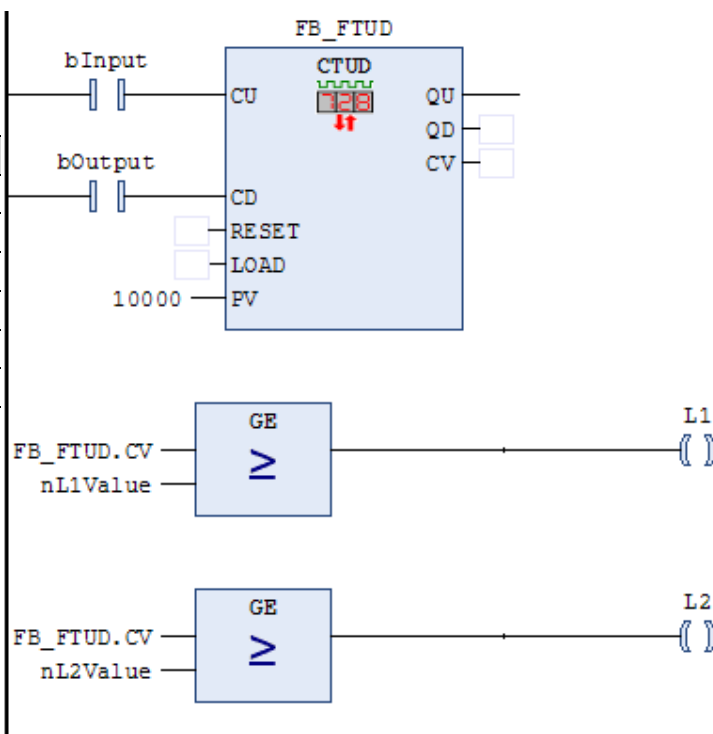 FB_FTUD
bInput
CTUD
728
CU
QU
QD
bOutput
CV
CD
RESET
LOAD
10000
PV
GE
L1
FB_FTUD.CV
≥
nL1Value
GE
L2
FB_FTUD.CV
≥
nL2Value